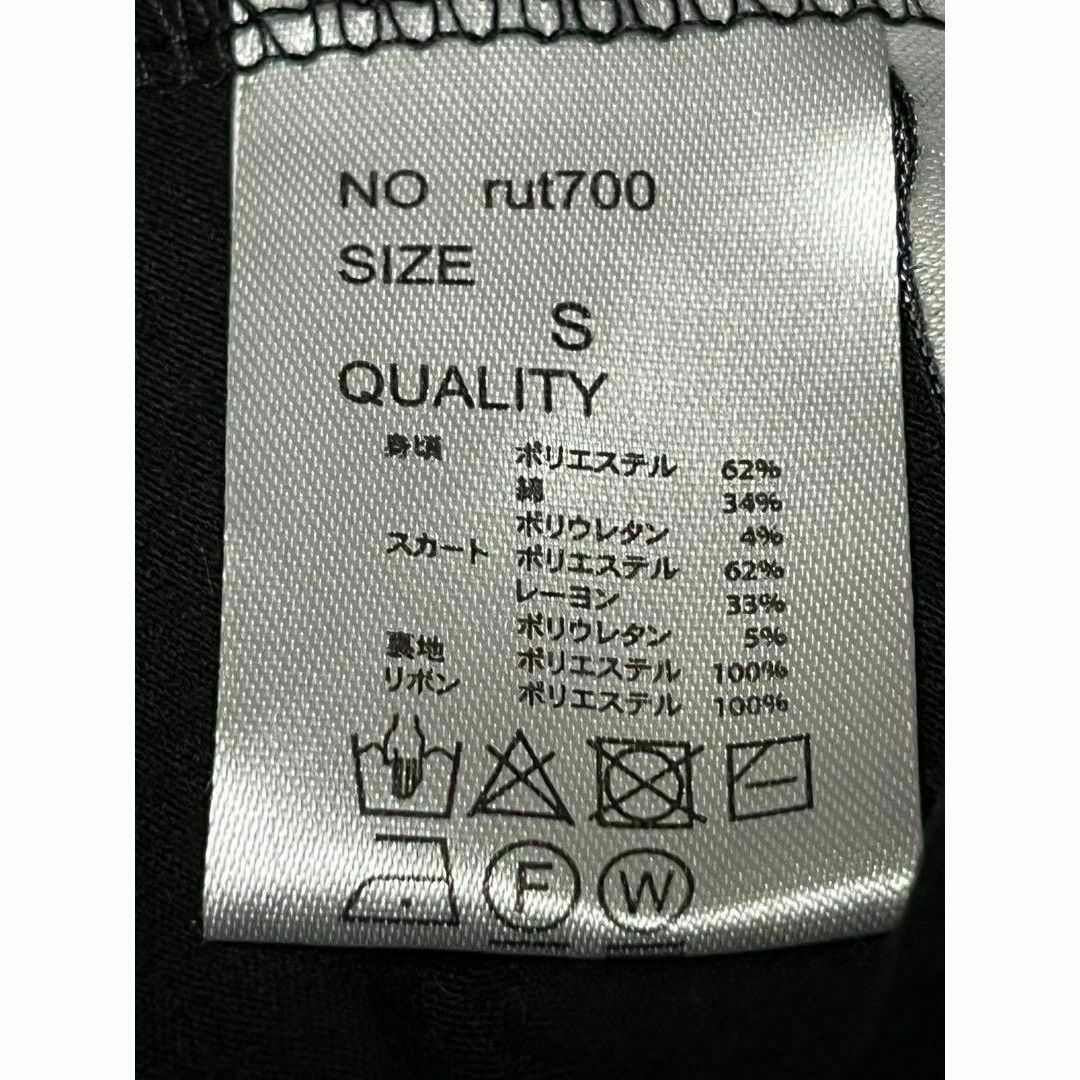 NO rut700
SIZE
S
QUALITY
身頃 ポリエステル 62%
綿 34%
ポリウレタン 4%
スカート ポリエステル 62%
レーヨン 33%
ポリウレタン 5%
裏地 ポリエステル 100%
リボン ポリエステル 100%
F W